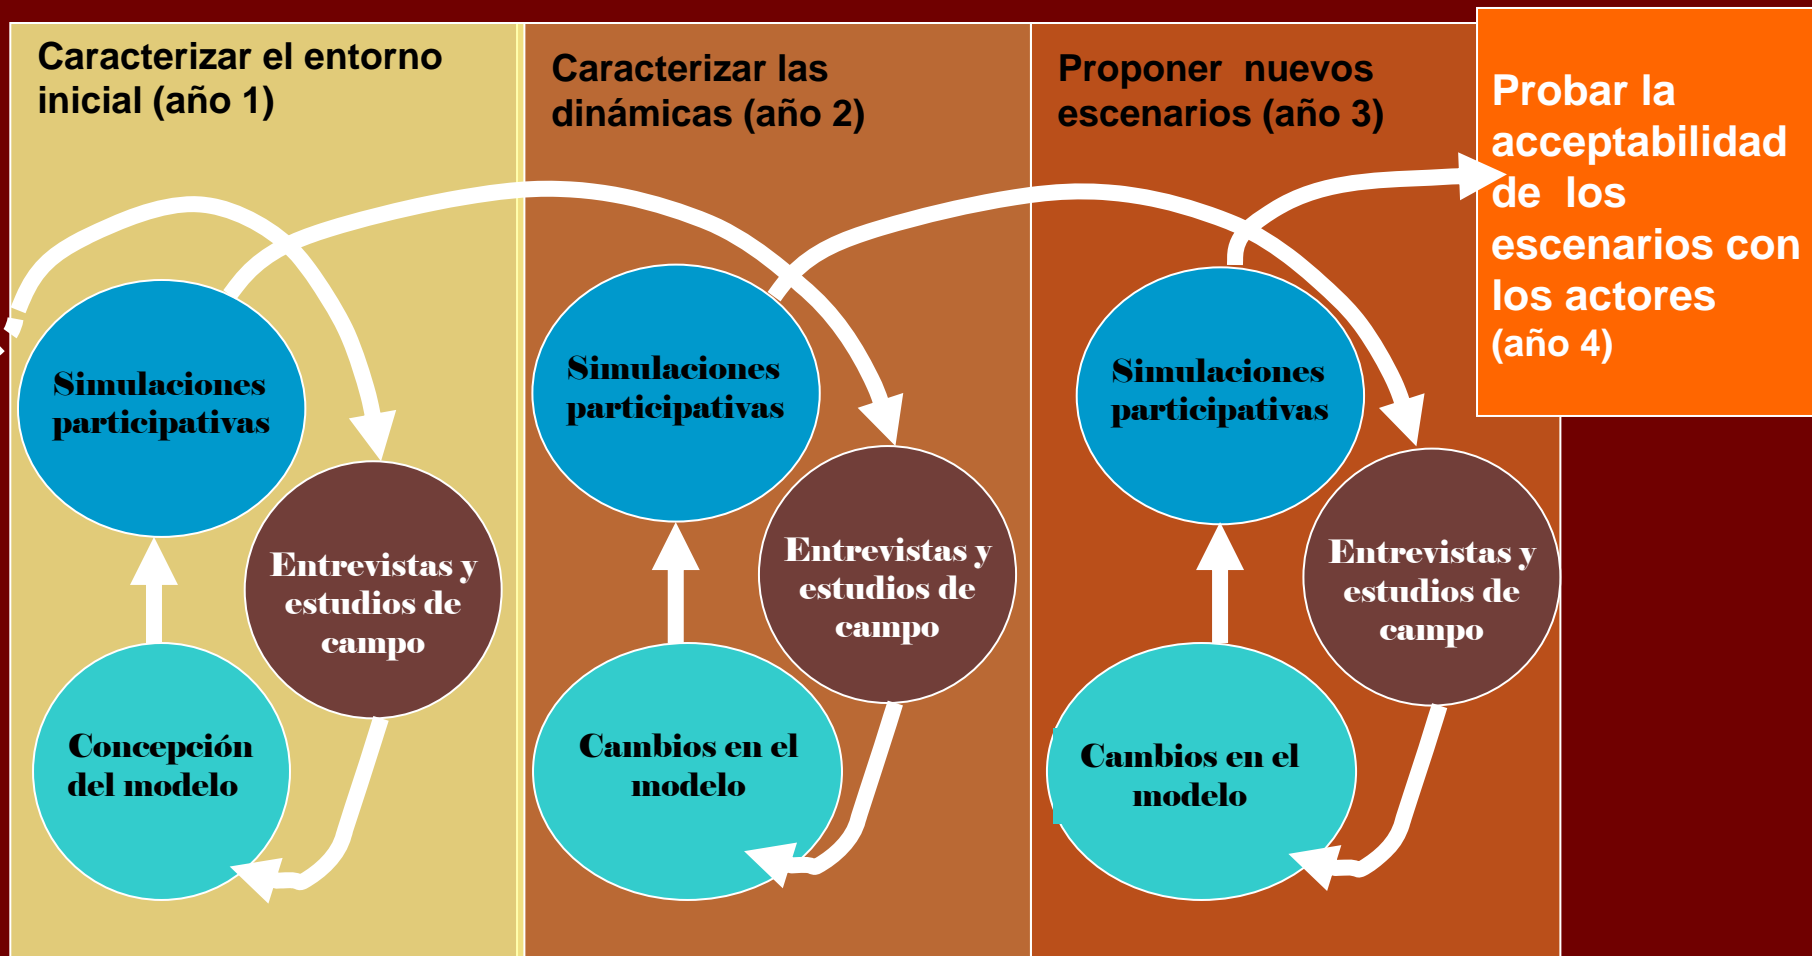 Caracterizar el entorno
inicial (año 1)
Simulaciones
participativas
Entrevistas y
estudios de
campo
Concepción
del modelo
Caracterizar las
dinámicas (año 2)
Simulaciones
participativas
Entrevistas y
estudios de
campo
Cambios en el
modelo
Proponer  nuevos
escenarios (año 3)
Simulaciones
participativas
Entrevistas y
estudios de
campo
Cambios en el
modelo
Probar la
acceptabilidad
de  los
escenarios con
los actores
(año 4)